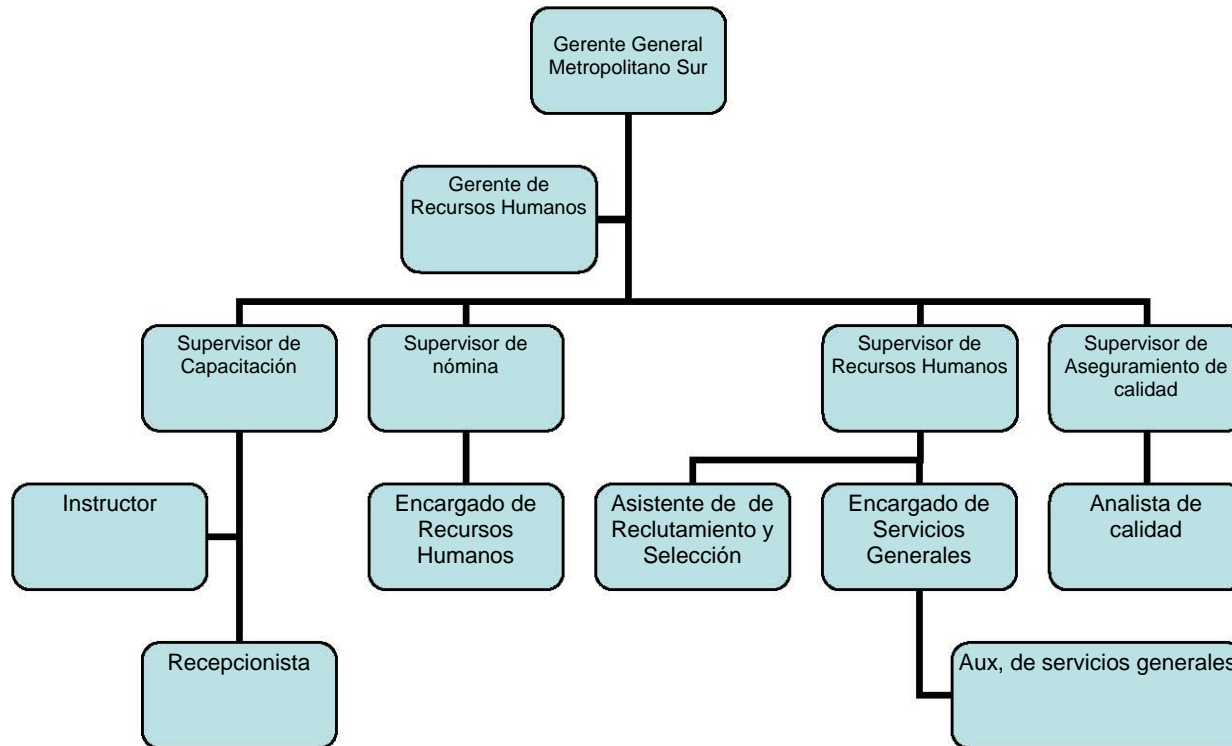 Gerente General
Metropolitano Sur
Gerente de
Recursos Humanos
Supervisor de
Capacitación
Supervisor de
nómina
Supervisor de
Recursos Humanos
Supervisor de
Aseguramiento de
calidad
Instructor
Encargado de
Recursos
Humanos
Asistente de  de
Reclutamiento y
Selección
Encargado de
Servicios
Generales
Analista de
calidad
Recepcionista
Aux, de servicios generales